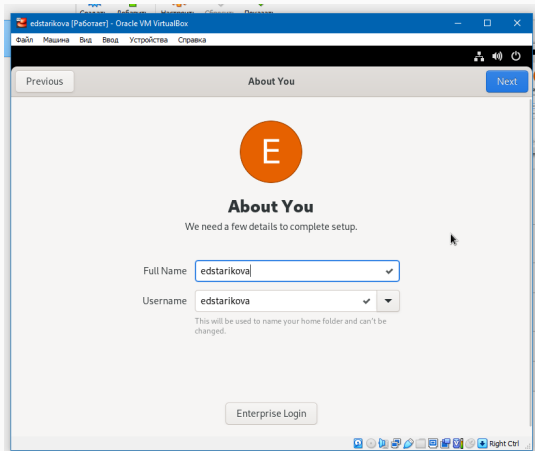 edstarikova [Работает] - Oracle VM VirtualBox
Файл Машина Вид Ввод Устройства Справка
Previous About You Next
E
About You
We need a few details to complete setup.
Full Name edstarikova
Username edstarikova
This will be used to name your home folder and can't be
changed.
Enterprise Login
Right Ctrl